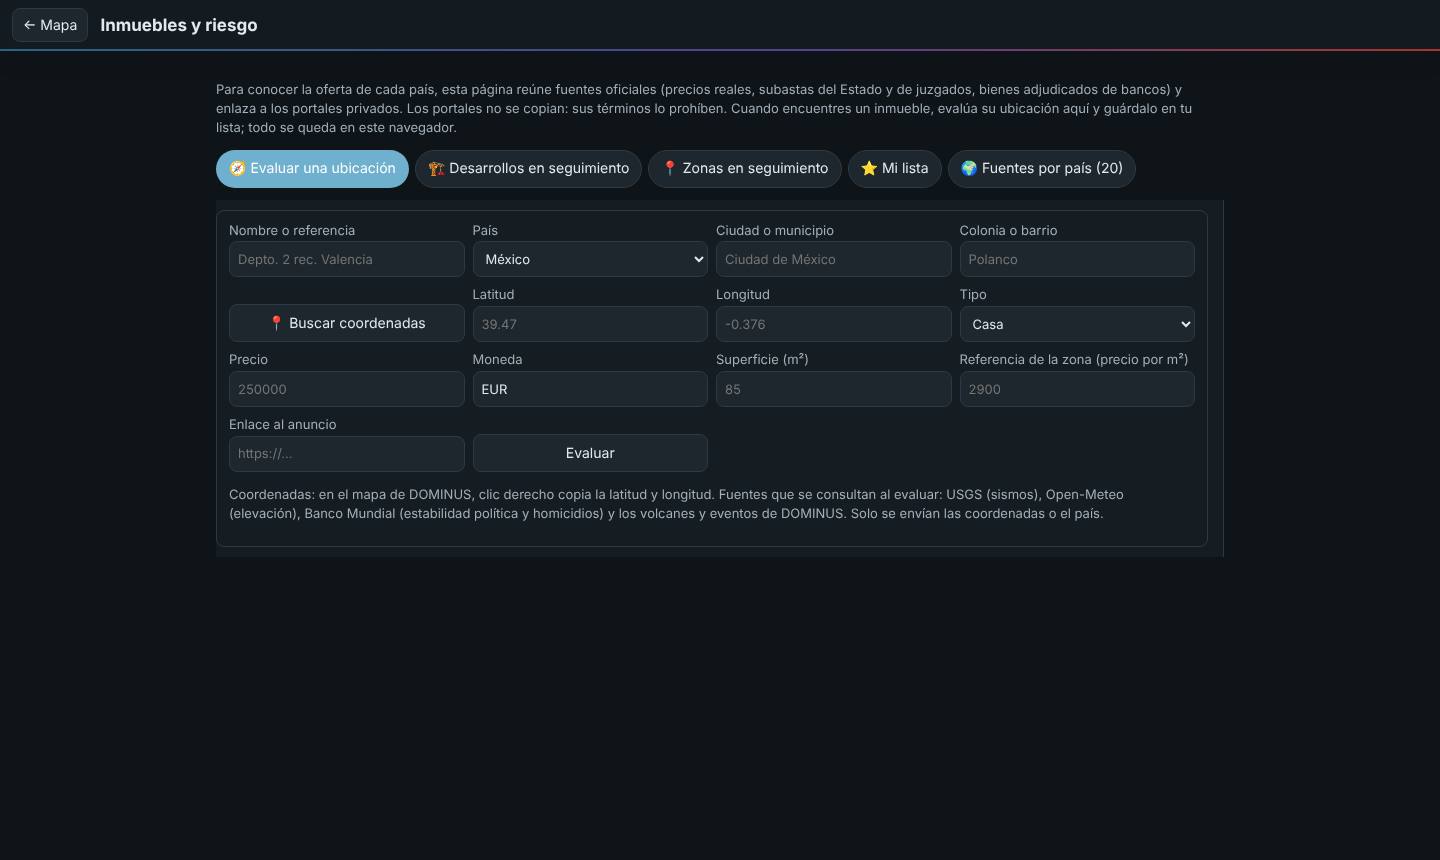 ← Mapa Inmuebles y riesgo
Para conocer la oferta de cada país, esta página reúne fuentes oficiales (precios reales, subastas del Estado y de juzgados, bienes adjudicados de bancos) y
enlaza a los portales privados. Los portales no se copian: sus términos lo prohíben. Cuando encuentres un inmueble, evalúa su ubicación aquí y guárdalo en tu
lista; todo se queda en este navegador.
🧭 Evaluar una ubicación 🏗️ Desarrollos en seguimiento 📍 Zonas en seguimiento ⭐ Mi lista 🌍 Fuentes por país (20)
Nombre o referencia País Ciudad o municipio Colonia o barrio
Depto. 2 rec. Valencia México Ciudad de México Polanco
Latitud Longitud Tipo
📍 Buscar coordenadas 39.47 -0.376 Casa
Precio Moneda Superficie (m²) Referencia de la zona (precio por m²)
250000 EUR 85 2900
Enlace al anuncio
https://... Evaluar
Coordenadas: en el mapa de DOMINUS, clic derecho copia la latitud y longitud. Fuentes que se consultan al evaluar: USGS (sismos), Open-Meteo
(elevación), Banco Mundial (estabilidad política y homicidios) y los volcanes y eventos de DOMINUS. Solo se envían las coordenadas o el país.